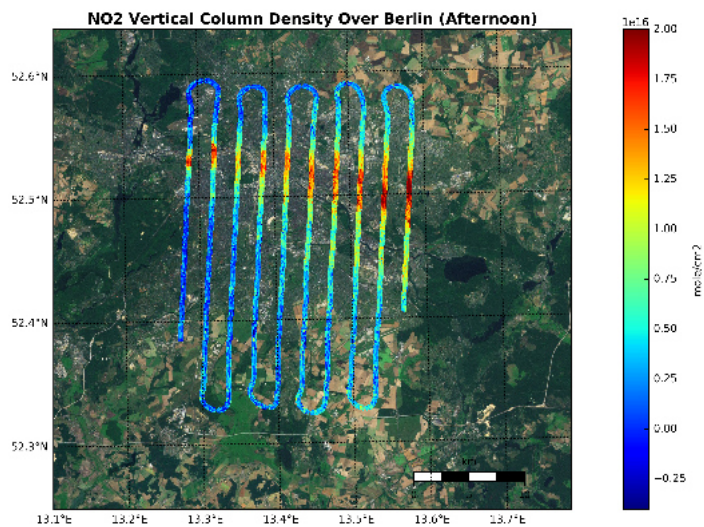 NO2 Vertical Column Density Over Berlin (Afternoon)
1e16
2.00
1.75
1.50
1.25
1.00
0.75
0.50
0.25
0.00
−0.25
mole/cm2
52.6°N
52.5°N
52.4°N
52.3°N
km
13.1°E
13.2°E
13.3°E
13.4°E
13.5°E
13.6°E
13.7°E